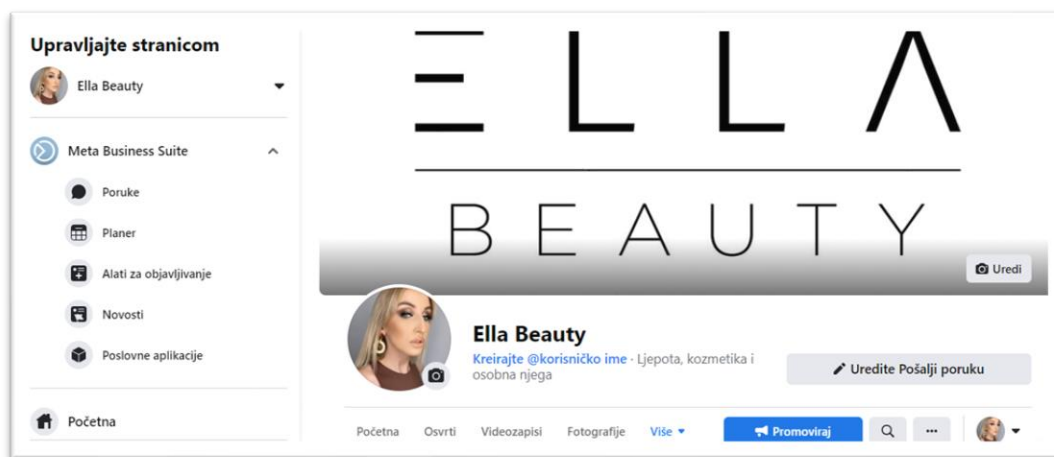 Upravljajte stranicom
Ella Beauty
Meta Business Suite
Poruke
Planer
Alati za objavljivanje
Novosti
Poslovne aplikacije
Početna
ELLA
BEAUTY
Uredi
Ella Beauty
Kreirajte @korisničko ime · Ljepota, kozmetika i
osobna njega
Uredite Pošalji poruku
Početna Osvrti Videozapisi Fotografije Više Promoviraj